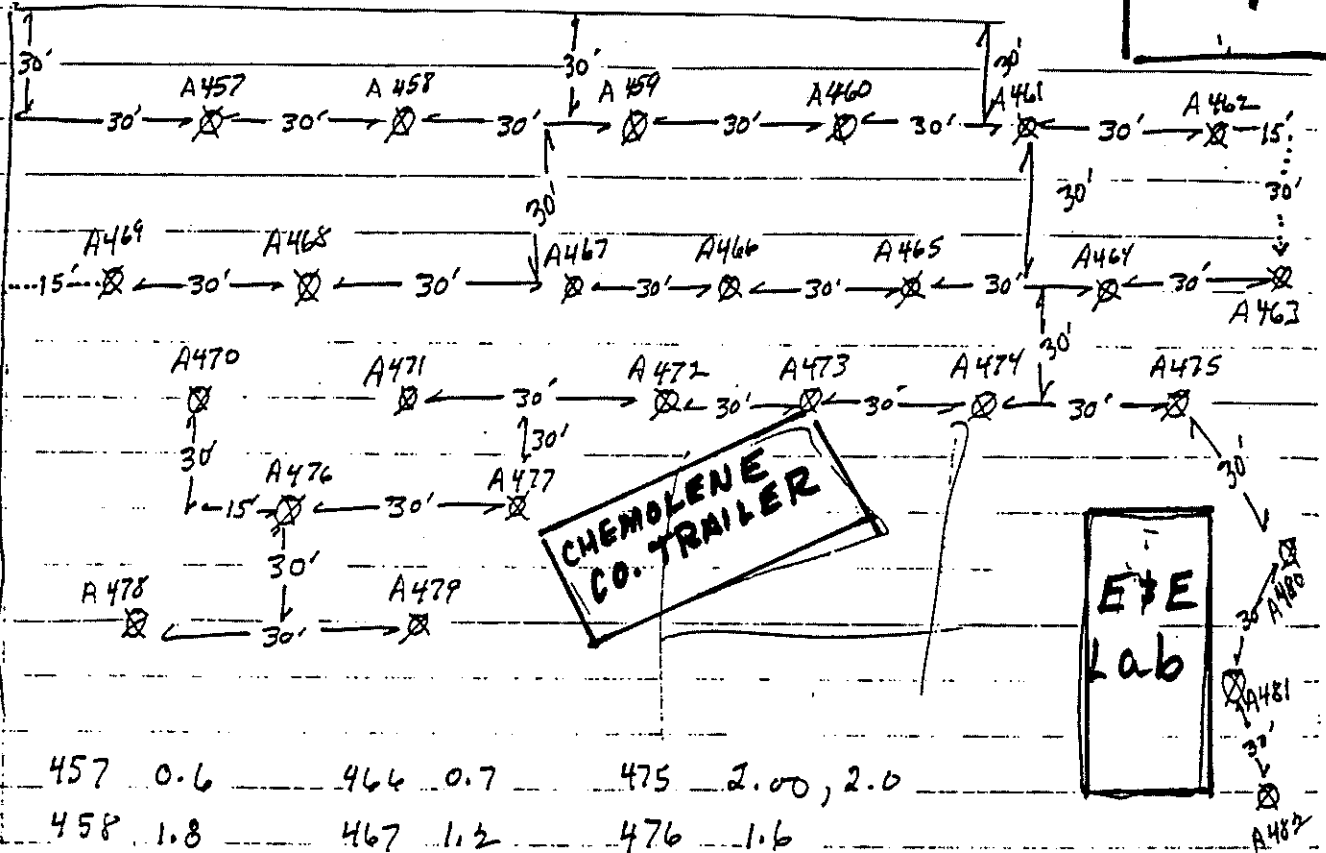 30' 30' 30'
A457 A458 A459 A460 A461 A462
30' 30' 30' 30' 30' 30' 15'
30' 30' 30'
A469 A468 A467 A466 A465 A464
15' 30' 30' 30' 30' 30' 30'
A463
30'
A470 A471 A472 A473 A474 A475
30' 30' 30' 30'
30' 30' 30'
A476 A477
15' 30'
CHEMOLENE
CO. TRAILER
30'
A478 A479
30'
E & E
Lab
A480
30'
A481
30'
A482
457 0.6 466 0.7 475 2.00, 2.0
458 1.8 467 1.2 476 1.6